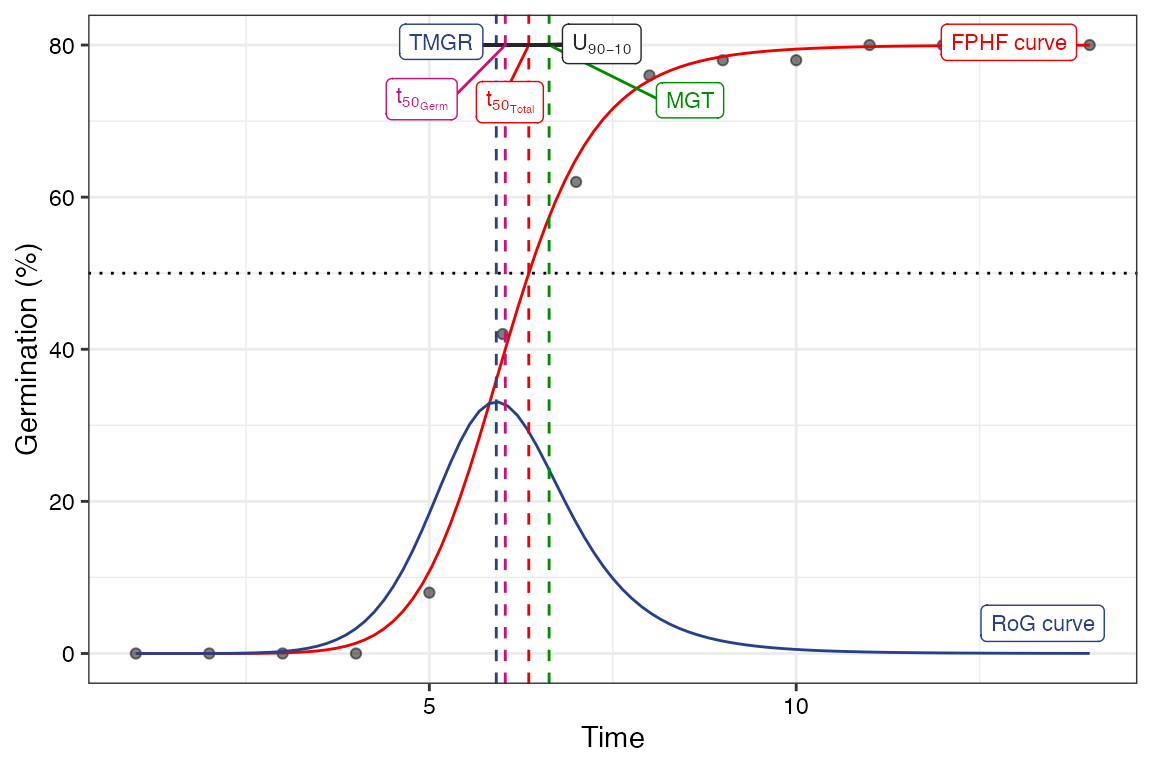 TMGR
U90−10
FPHF curve
t50Germ
t50Total
MGT
80
60
40
20
0
Germination (%)
RoG curve
5
10
Time